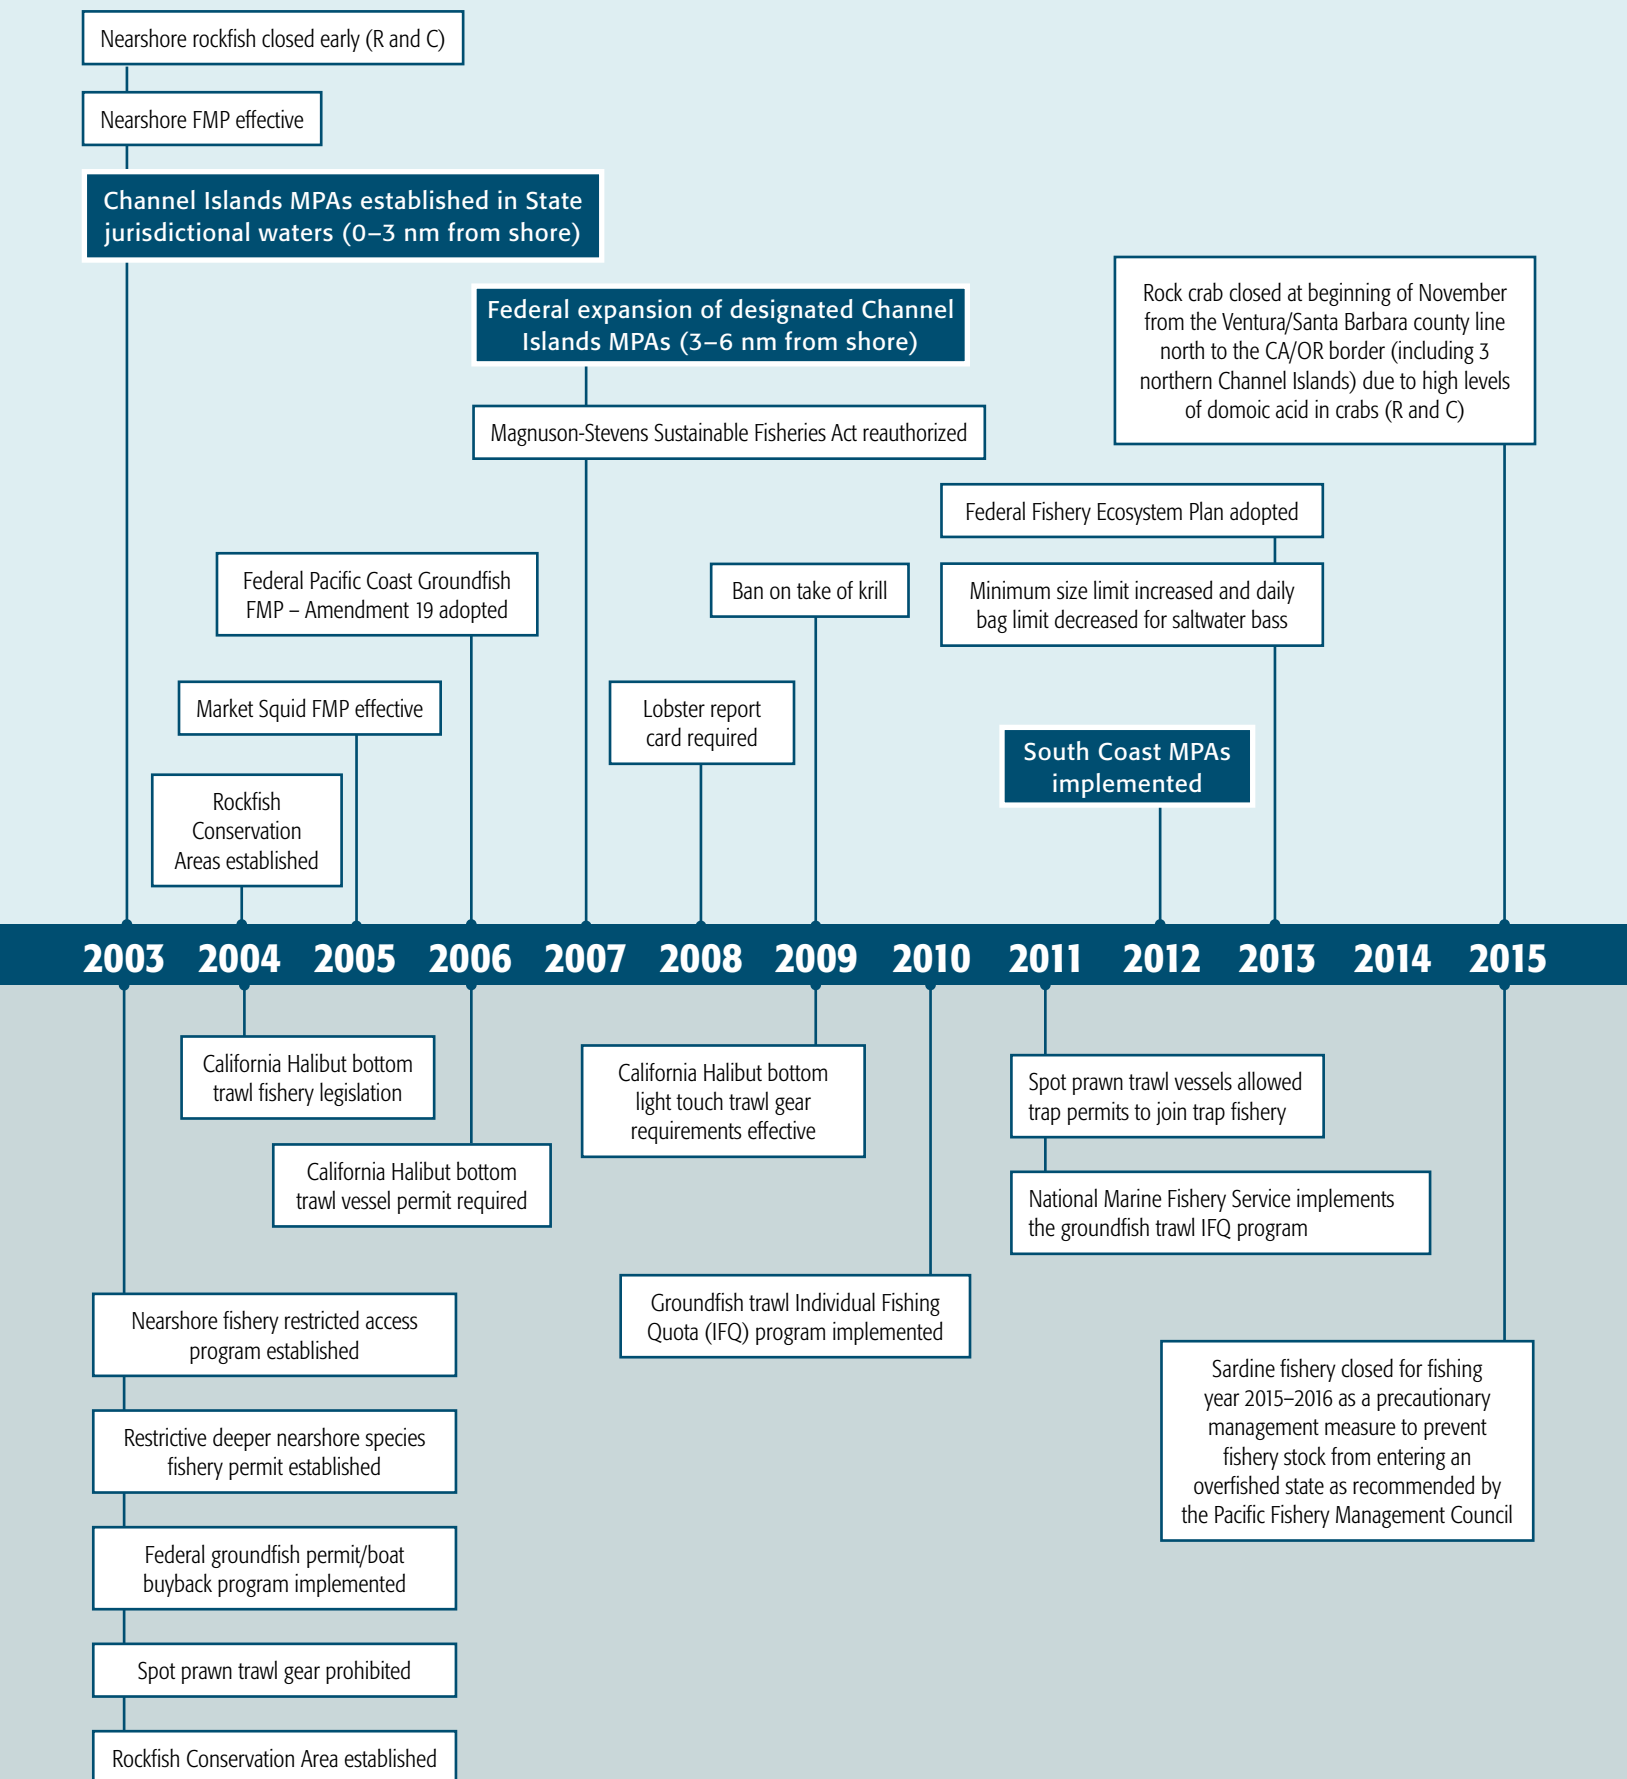 Nearshore rockfish closed early (R and C)
Nearshore FMP effective
Channel Islands MPAs established in State
jurisdictional waters (0–3 nm from shore)
Federal expansion of designated Channel
Islands MPAs (3–6 nm from shore)
Magnuson-Stevens Sustainable Fisheries Act reauthorized
Rock crab closed at beginning of November
from the Ventura/Santa Barbara county line
north to the CA/OR border (including 3
northern Channel Islands) due to high levels
of domoic acid in crabs (R and C)
Federal Fishery Ecosystem Plan adopted
Minimum size limit increased and daily
bag limit decreased for saltwater bass
Federal Pacific Coast Groundfish
FMP – Amendment 19 adopted
Ban on take of krill
Market Squid FMP effective
Lobster report
card required
South Coast MPAs
implemented
Rockfish
Conservation
Areas established
2003 2004 2005 2006 2007 2008 2009 2010 2011 2012 2013 2014 2015
California Halibut bottom
trawl fishery legislation
California Halibut bottom
trawl vessel permit required
California Halibut bottom
light touch trawl gear
requirements effective
Spot prawn trawl vessels allowed
trap permits to join trap fishery
National Marine Fishery Service implements
the groundfish trawl IFQ program
Groundfish trawl Individual Fishing
Quota (IFQ) program implemented
Nearshore fishery restricted access
program established
Restrictive deeper nearshore species
fishery permit established
Federal groundfish permit/boat
buyback program implemented
Spot prawn trawl gear prohibited
Rockfish Conservation Area established
Sardine fishery closed for fishing
year 2015–2016 as a precautionary
management measure to prevent
fishery stock from entering an
overfished state as recommended by
the Pacific Fishery Management Council